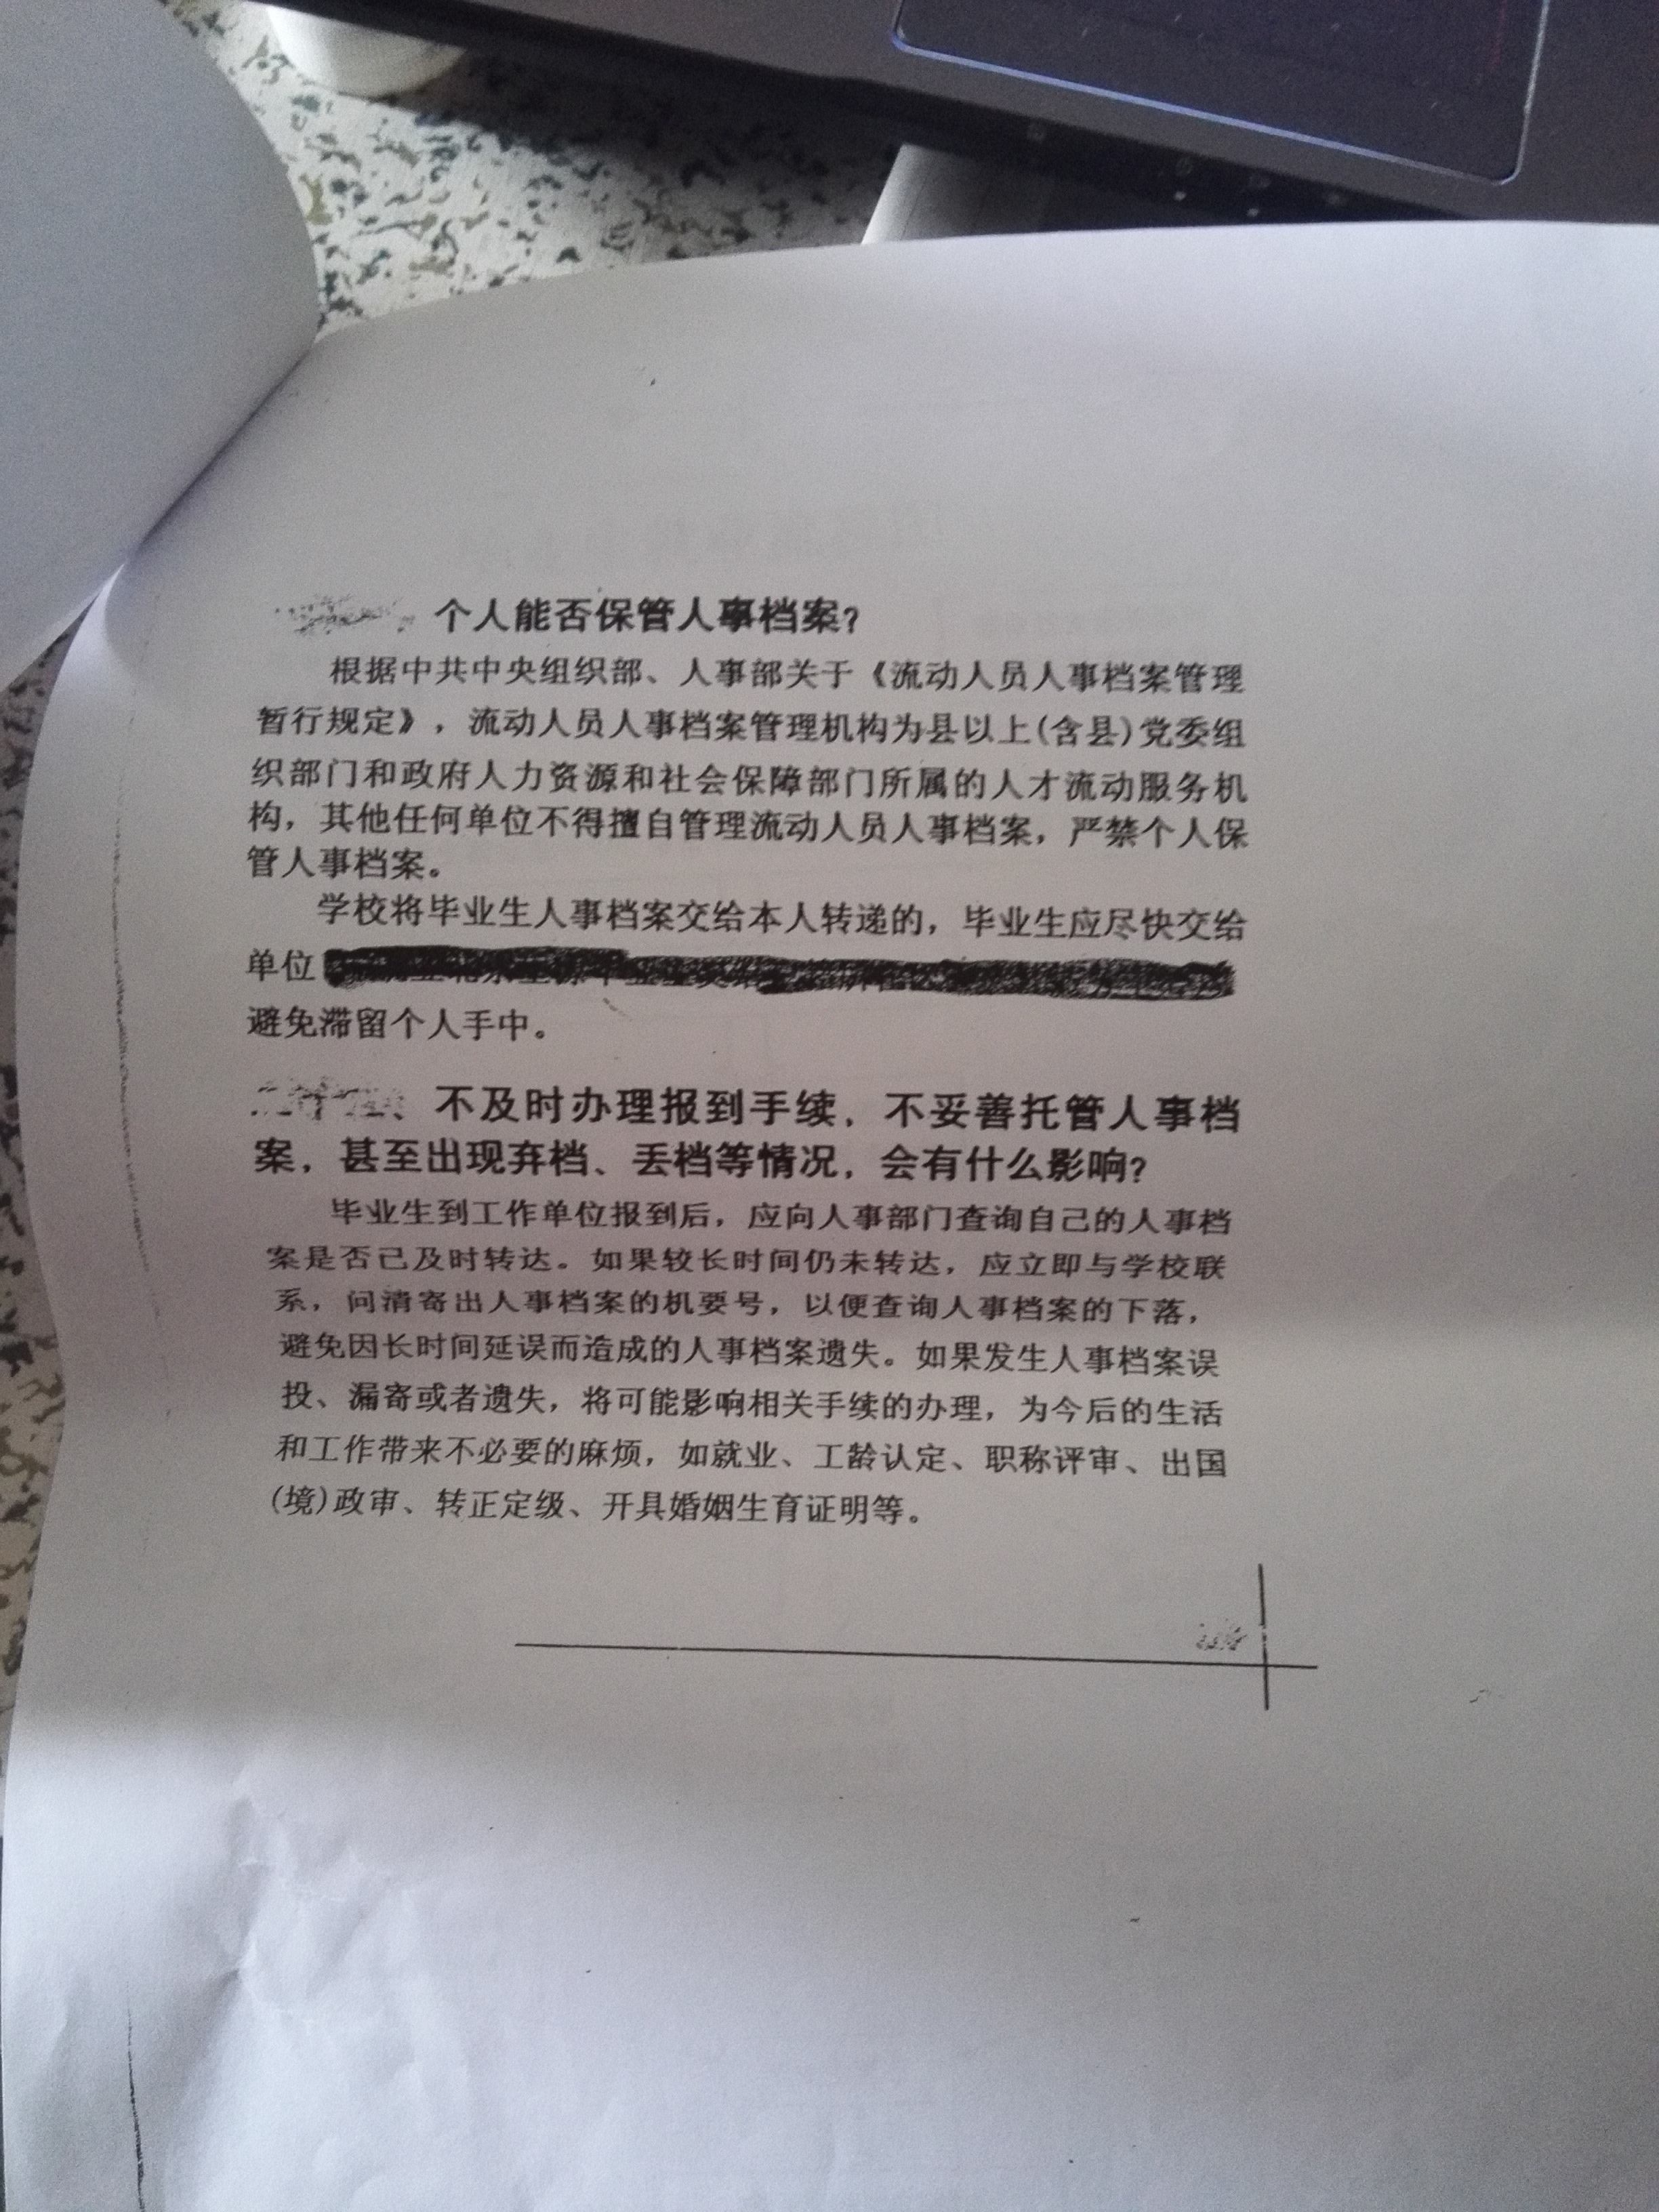 个人能否保管人事档案?
根据中共中央组织部、人事部关于《流动人员人事档案管理
暂行规定》，流动人员人事档案管理机构为县以上(含县)党委组
织部门和政府人力资源和社会保障部门所属的人才流动服务机
构，其他任何单位不得擅自管理流动人员人事档案，严禁个人保
管人事档案。
学校将毕业生人事档案交给本人转递的，毕业生应尽快交给
单位
避免滞留个人手中。
、不及时办理报到手续，不妥善托管人事档
案，甚至出现弃档、丢档等情况，会有什么影响?
毕业生到工作单位报到后，应向人事部门查询自己的人事档
案是否已及时转达。如果较长时间仍未转达，应立即与学校联
系，问清寄出人事档案的机要号，以便查询人事档案的下落，
避免因长时间延误而造成的人事档案遗失。如果发生人事档案误
投、漏寄或者遗失，将可能影响相关手续的办理，为今后的生活
和工作带来不必要的麻烦，如就业、工龄认定、职称评审、出国
(境)政审、转正定级、开具婚姻生育证明等。